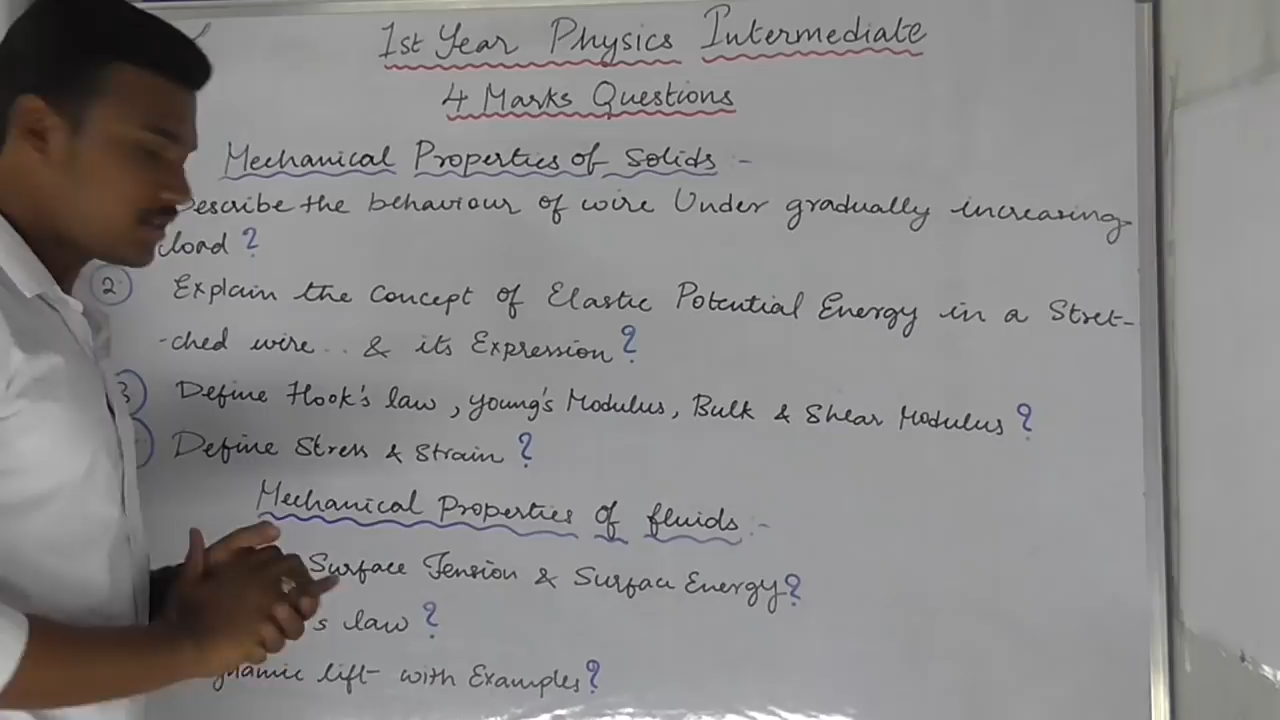 1st Year Physics Intermediate
4 Marks Questions
Mechanical Properties of Solids :-
Describe the behaviour of wire Under gradually increasing
load ?
2 Explain the Concept of Elastic Potential Energy in a Stret-
-ched wire .. & its Expression ?
3) Define Hook's law , Young's Modulus , Bulk & Shear Modulus ?
Define Stress & Strain ?
Mechanical Properties of fluids :-
Surface Tension & Surface Energy ?
s law ?
lift with Examples ?